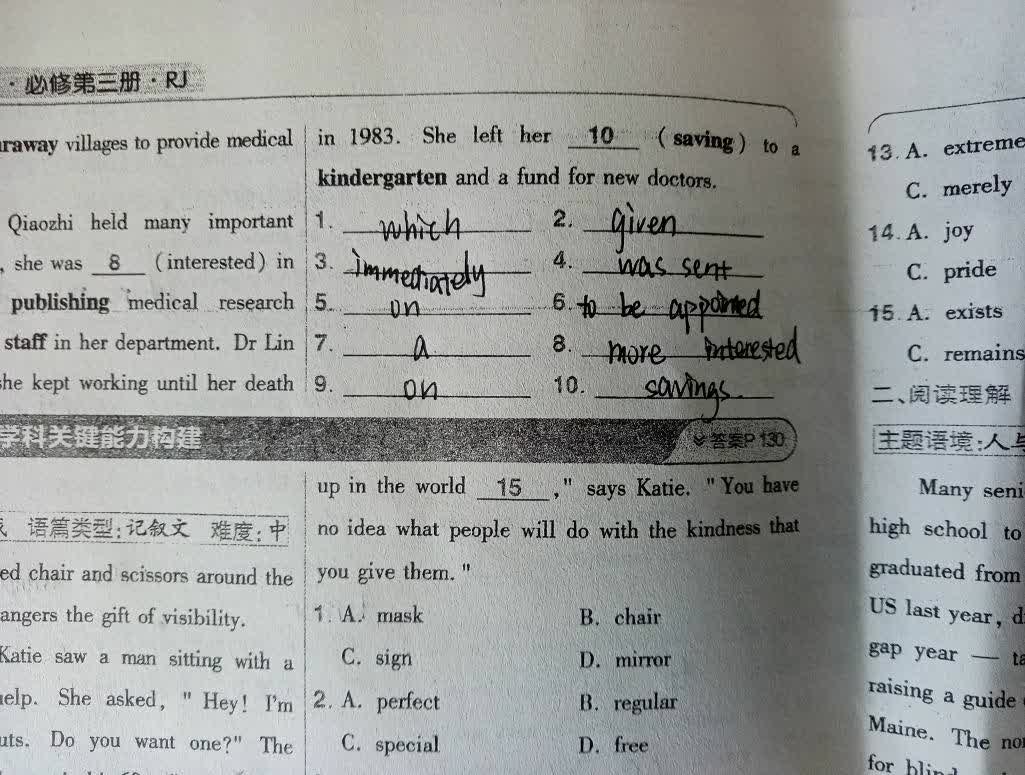 · 必修第三册 · RJ
araway villages to provide medical
Qiaozhi held many important
, she was 8 (interested) in
publishing medical research
staff in her department. Dr Lin
she kept working until her death
in 1983. She left her 10 (saving) to a
kindergarten and a fund for new doctors.
1. which 2. given
3. immediately 4. was sent
5. on 6. to be appointed
7. a 8. more interested
9. on 10. savings.
学科关键能力构建
答案P 130
语篇类型:记叙文 难度:中
ed chair and scissors around the
angers the gift of visibility.
Katie saw a man sitting with a
elp. She asked, "Hey! I'm
uts. Do you want one?" The
up in the world 15 ," says Katie. "You have
no idea what people will do with the kindness that
you give them."
1. A. mask B. chair
C. sign D. mirror
2. A. perfect B. regular
C. special D. free
13. A. extreme
C. merely
14. A. joy
C. pride
15. A. exists
C. remains
二、阅读理解
主题语境:人与
Many seni
high school to
graduated from
US last year, d
gap year — ta
raising a guide
Maine. The no
for blind